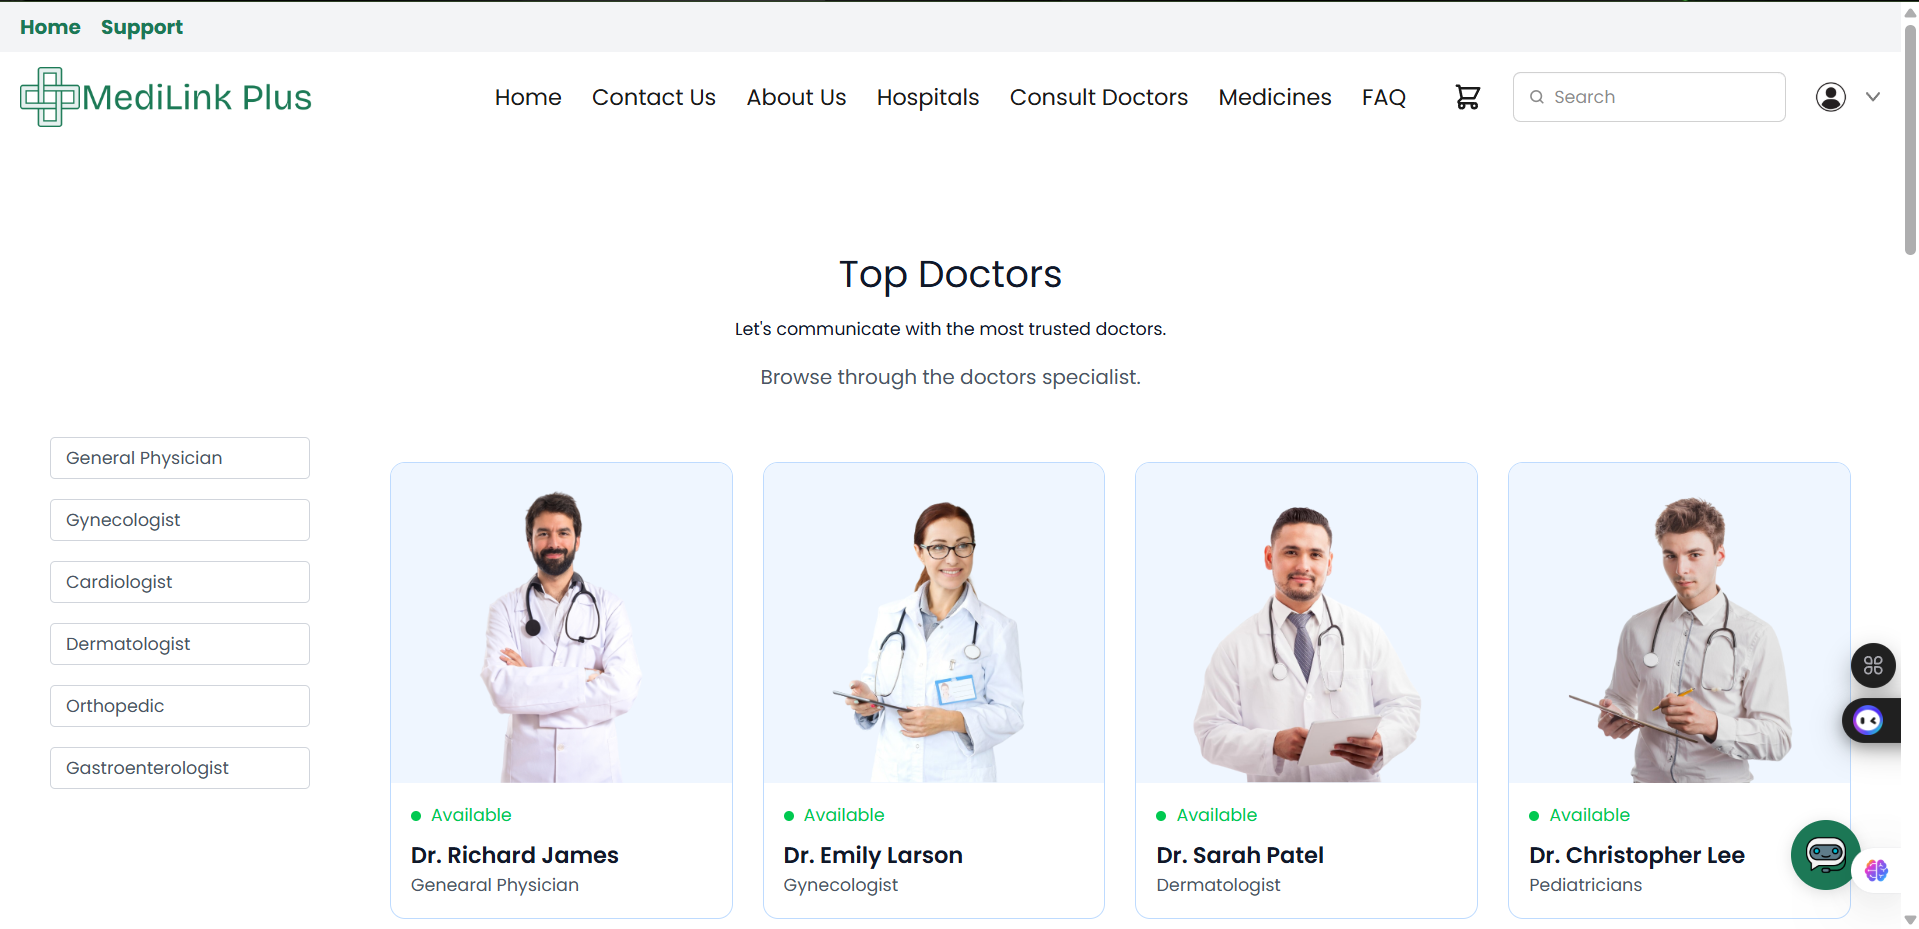 Home Support
MediLink Plus
Home Contact Us About Us Hospitals Consult Doctors Medicines FAQ Search
Top Doctors
Let's communicate with the most trusted doctors.
Browse through the doctors specialist.
General Physician
Gynecologist
Cardiologist
Dermatologist
Orthopedic
Gastroenterologist
Available
Dr. Richard James
Genearal Physician
Available
Dr. Emily Larson
Gynecologist
Available
Dr. Sarah Patel
Dermatologist
Available
Dr. Christopher Lee
Pediatricians